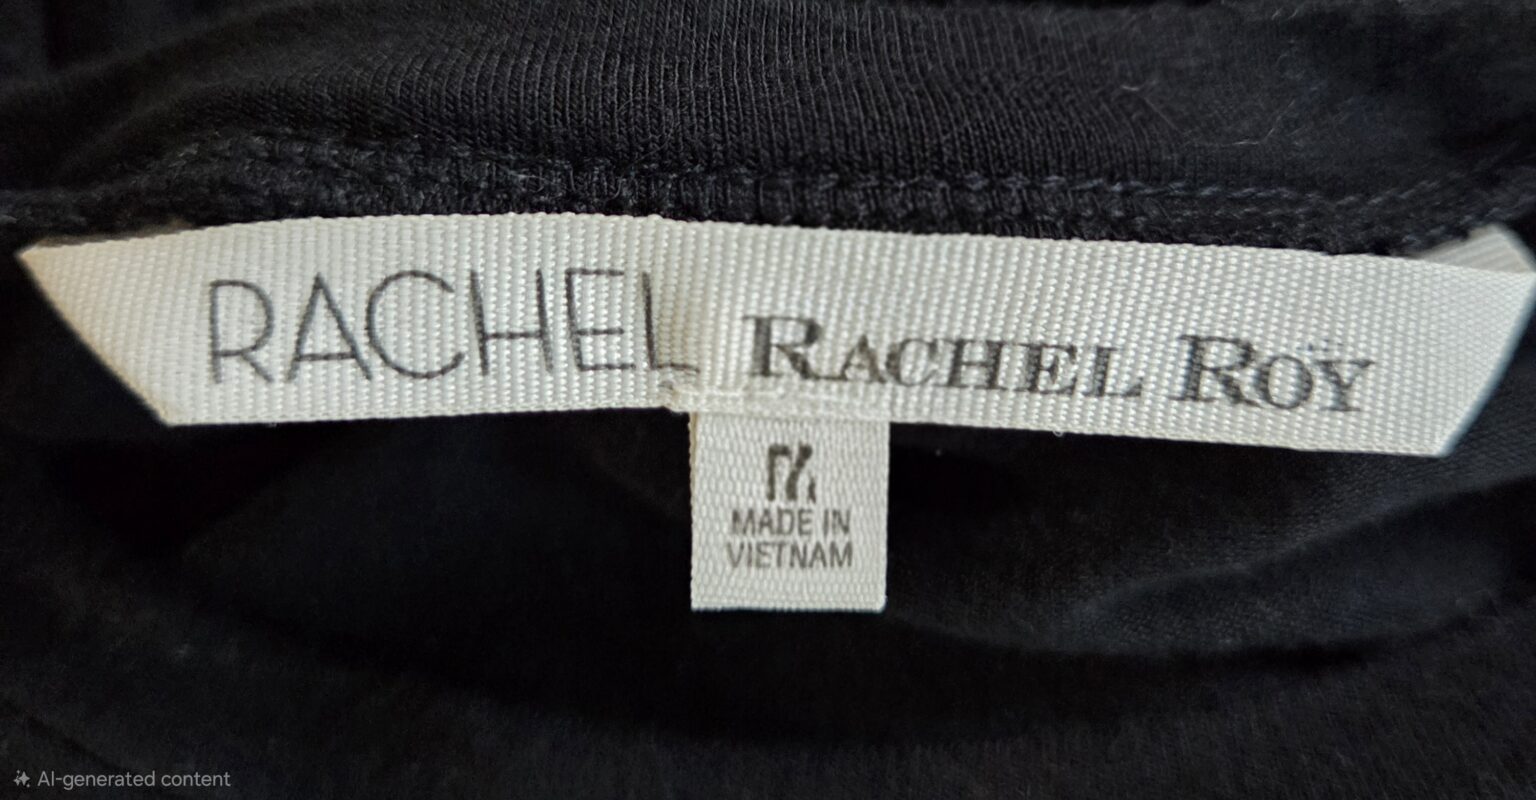 RACHEL RACHEL ROY
MADE IN
VIETNAM
AI-generated content